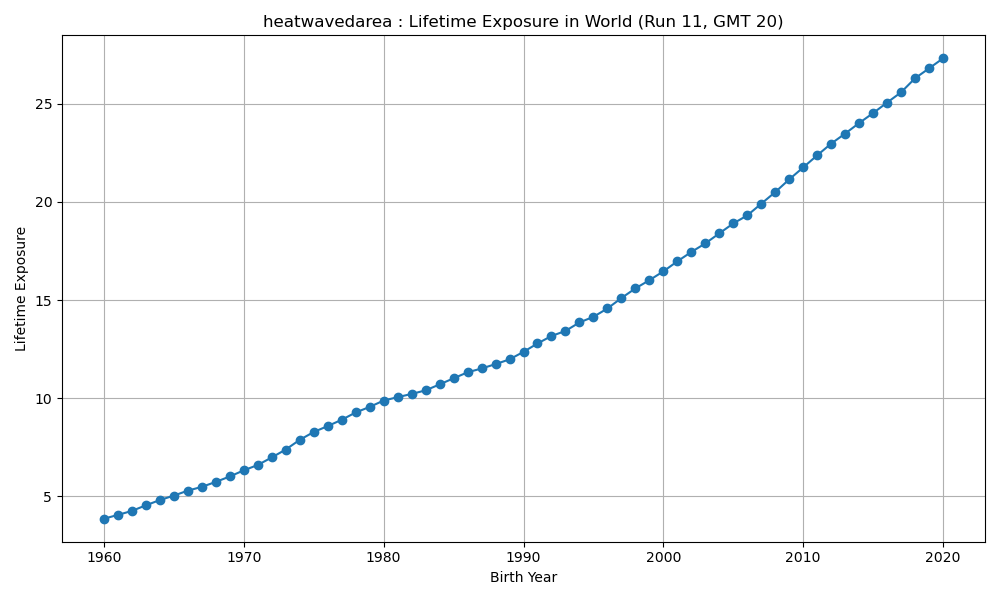 heatwavedarea : Lifetime Exposure in World (Run 11, GMT 20)
Lifetime Exposure
25
20
15
10
5
1960 1970 1980 1990 2000 2010 2020
Birth Year